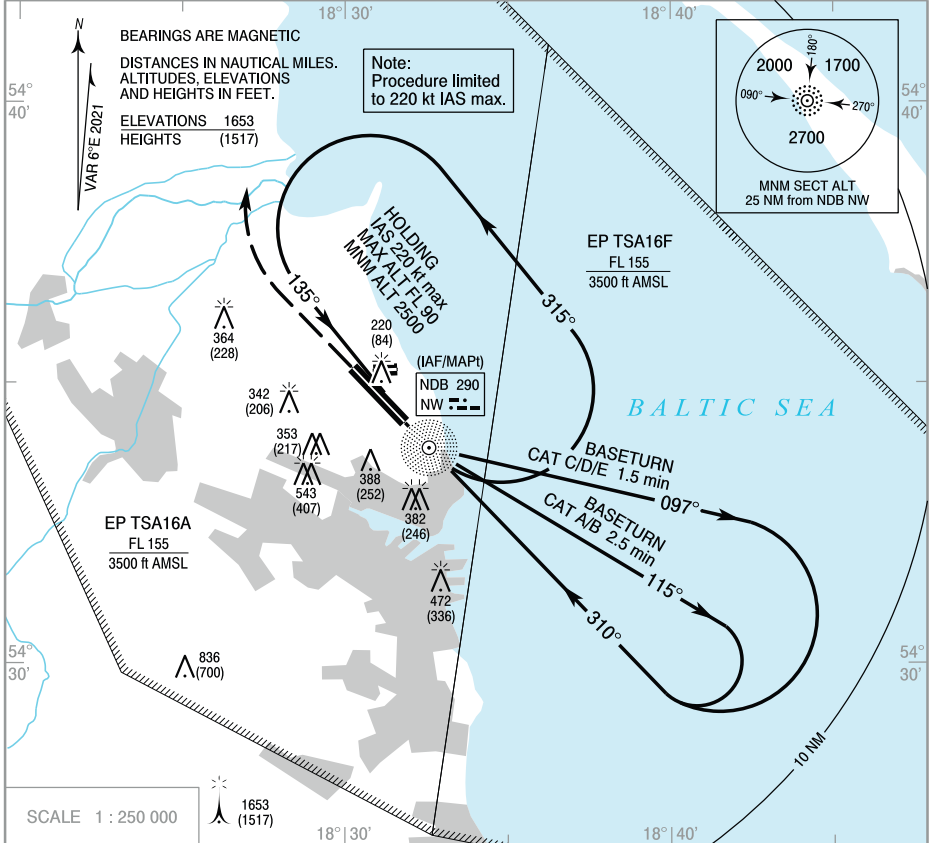 18°30'
18°40'
N
VAR 6°E 2021
BEARINGS ARE MAGNETIC
DISTANCES IN NAUTICAL MILES.
ALTITUDES, ELEVATIONS
AND HEIGHTS IN FEET.
ELEVATIONS 1653
HEIGHTS (1517)
Note:
Procedure limited
to 220 kt IAS max.
180°
2000 1700
090° 270°
2700
MNM SECT ALT
25 NM from NDB NW
54°
40'
54°
40'
HOLDING
IAS 220 kt max
MAX ALT FL 90
MNM ALT 2500
135°
315°
EP TSA16F
FL 155
3500 ft AMSL
364
(228)
220
(84)
(IAF/MAPt)
NDB 290
NW
342
(206)
BALTIC SEA
353
(217)
543
(407)
388
(252)
382
(246)
BASETURN
CAT C/D/E 1.5 min
097°
BASETURN
CAT A/B 2.5 min
115°
310°
EP TSA16A
FL 155
3500 ft AMSL
472
(336)
836
(700)
54°
30'
54°
30'
10 NM
1653
(1517)
SCALE 1 : 250 000
18°30'
18°40'